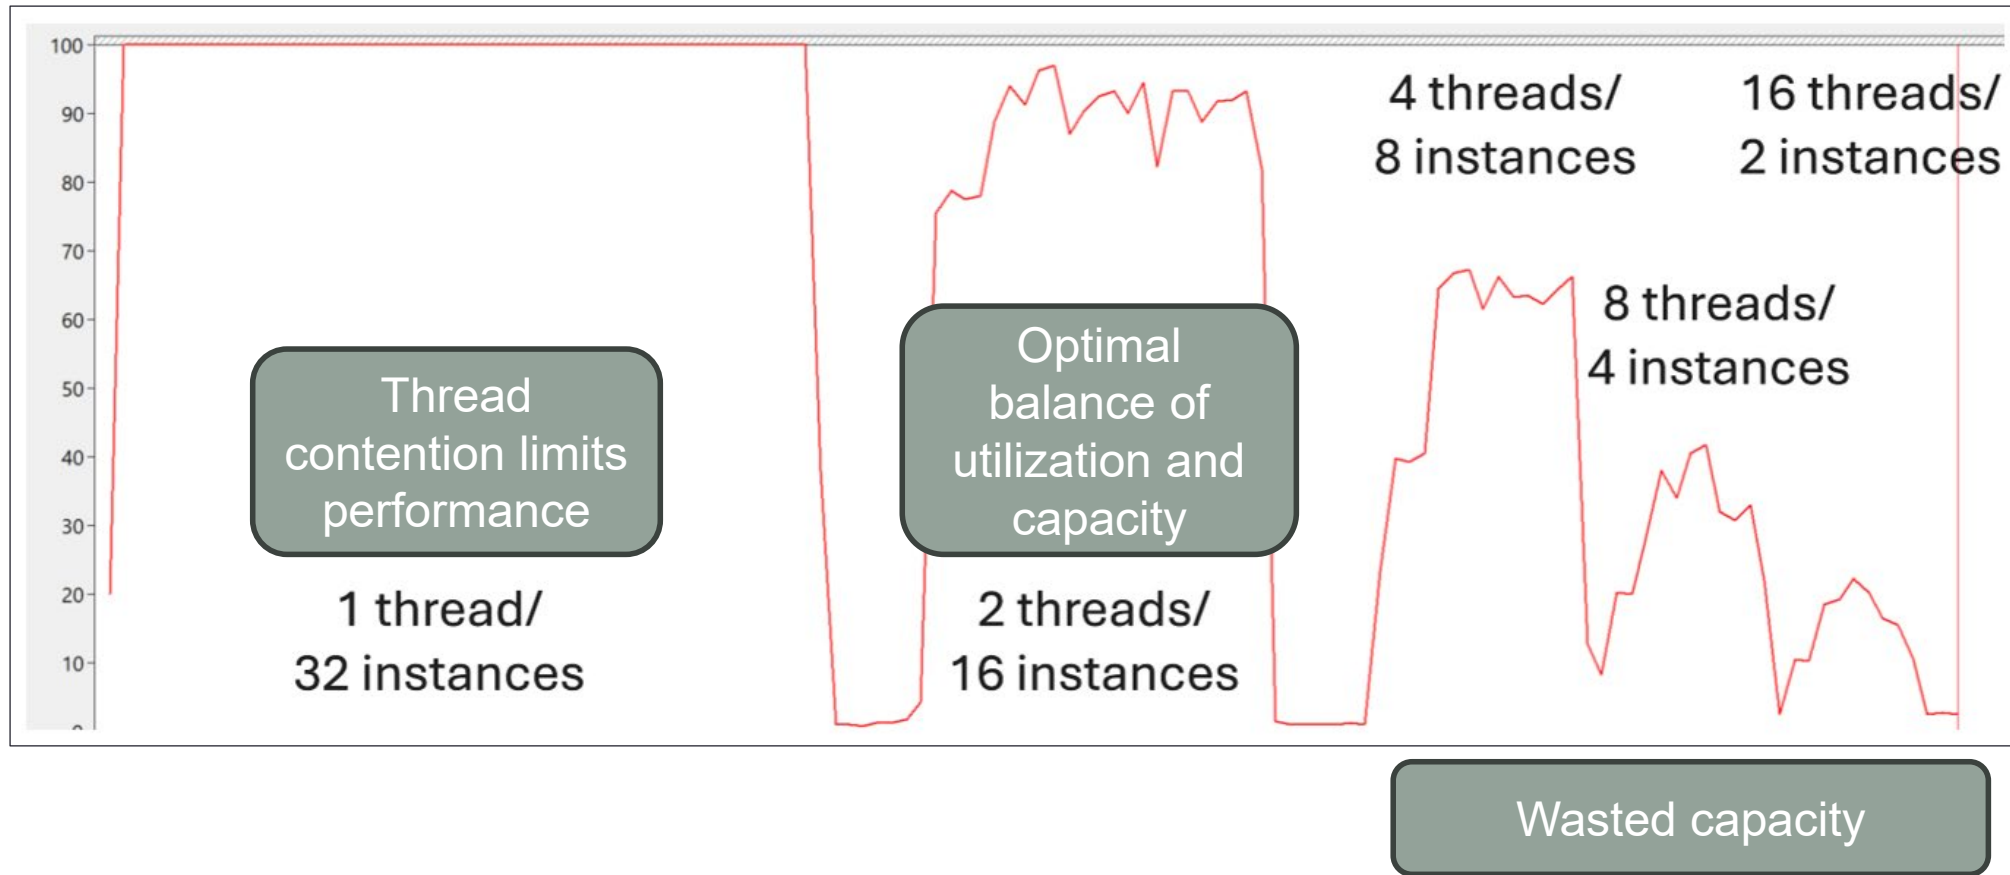 100
90
80
70
60
50
40
30
20
10
Thread
contention limits
performance
1 thread/
32 instances
Optimal
balance of
utilization and
capacity
2 threads/
16 instances
4 threads/
8 instances
8 threads/
4 instances
16 threads/
2 instances
Wasted capacity